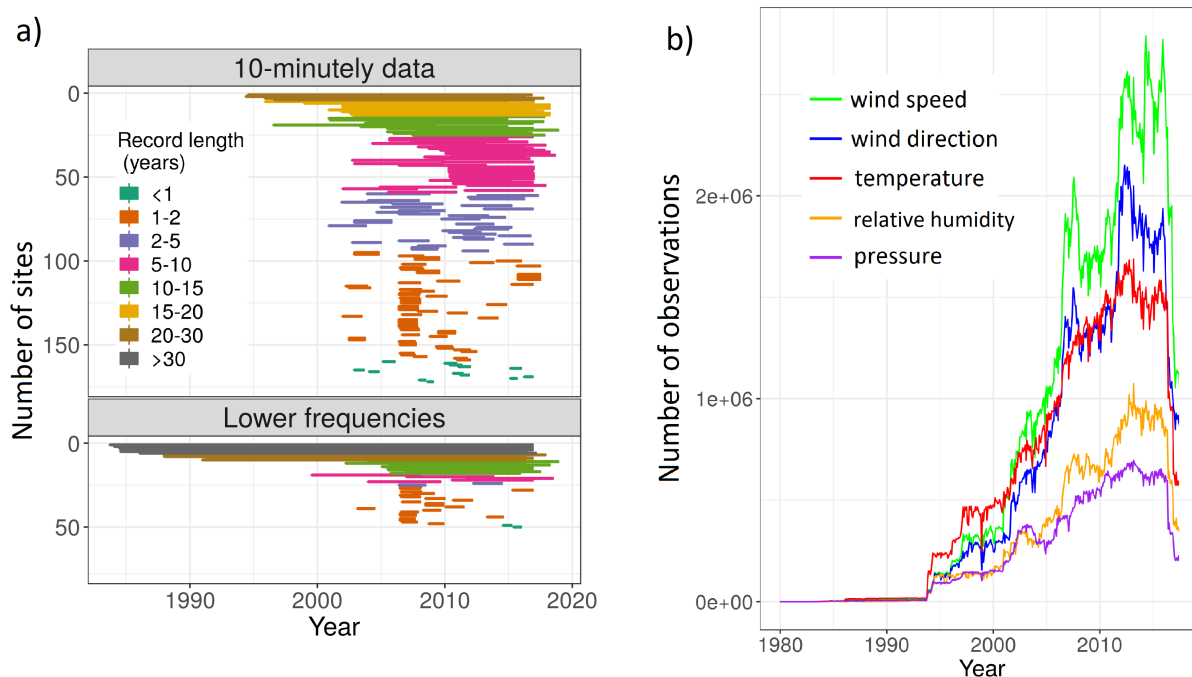 a)
10-minutely data
0
50
100
150
Record length
(years)
<1
1-2
2-5
5-10
10-15
15-20
20-30
>30
Number of sites
Lower frequencies
0
50
1990
2000
2010
2020
Year
b)
wind speed
wind direction
temperature
relative humidity
pressure
Number of observations
2e+06
1e+06
0e+00
1980
1990
2000
2010
Year